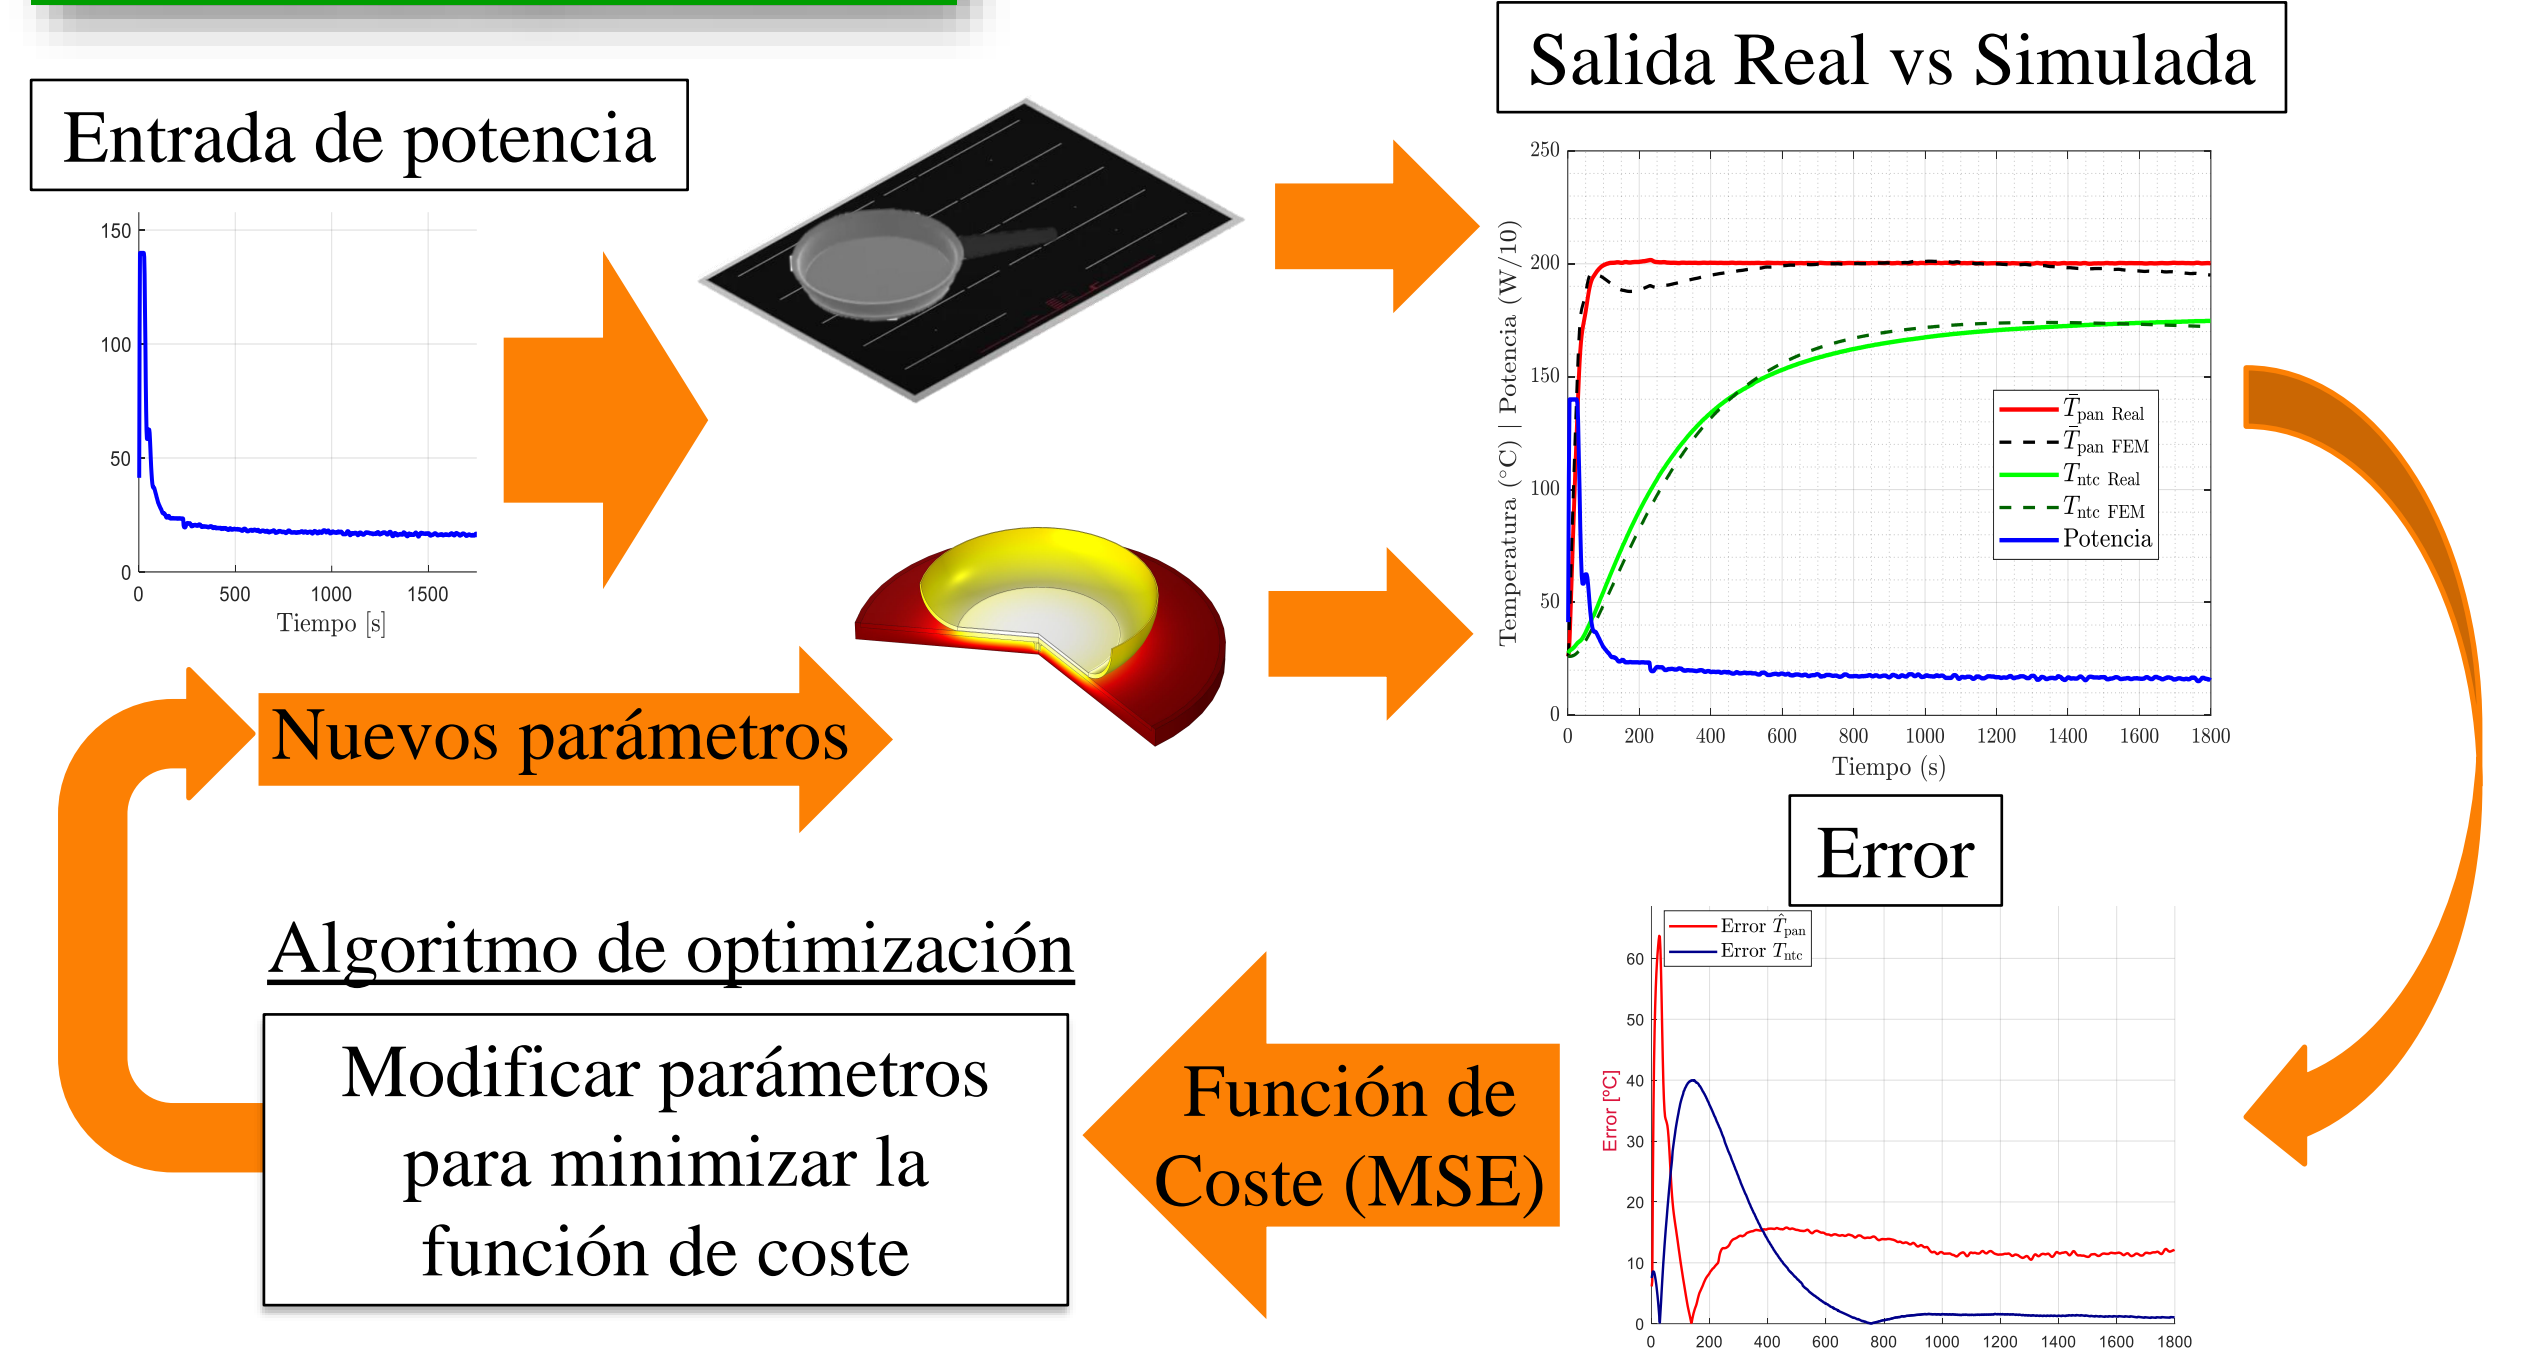 Salida Real vs Simulada
Entrada de potencia
150
100
50
0
0 500 1000 1500
Tiempo [s]
Temperatura (°C) | Potencia (W/10)
250
200
150
100
50
0
0 200 400 600 800 1000 1200 1400 1600 1800
Tiempo (s)
T̄pan Real
T̄pan FEM
Tntc Real
Tntc FEM
Potencia
Nuevos parámetros
Error
Error T̂pan
Error Tntc
Error [ºC]
60
50
40
30
20
10
0
0 200 400 600 800 1000 1200 1400 1600 1800
Función de
Coste (MSE)
Algoritmo de optimización
Modificar parámetros
para minimizar la
función de coste